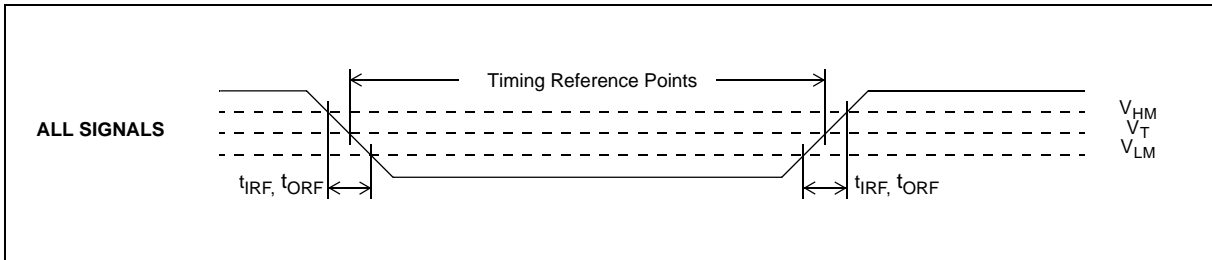 Timing Reference Points
ALL SIGNALS
V_HM
V_T
V_LM
t_IRF, t_ORF
t_IRF, t_ORF